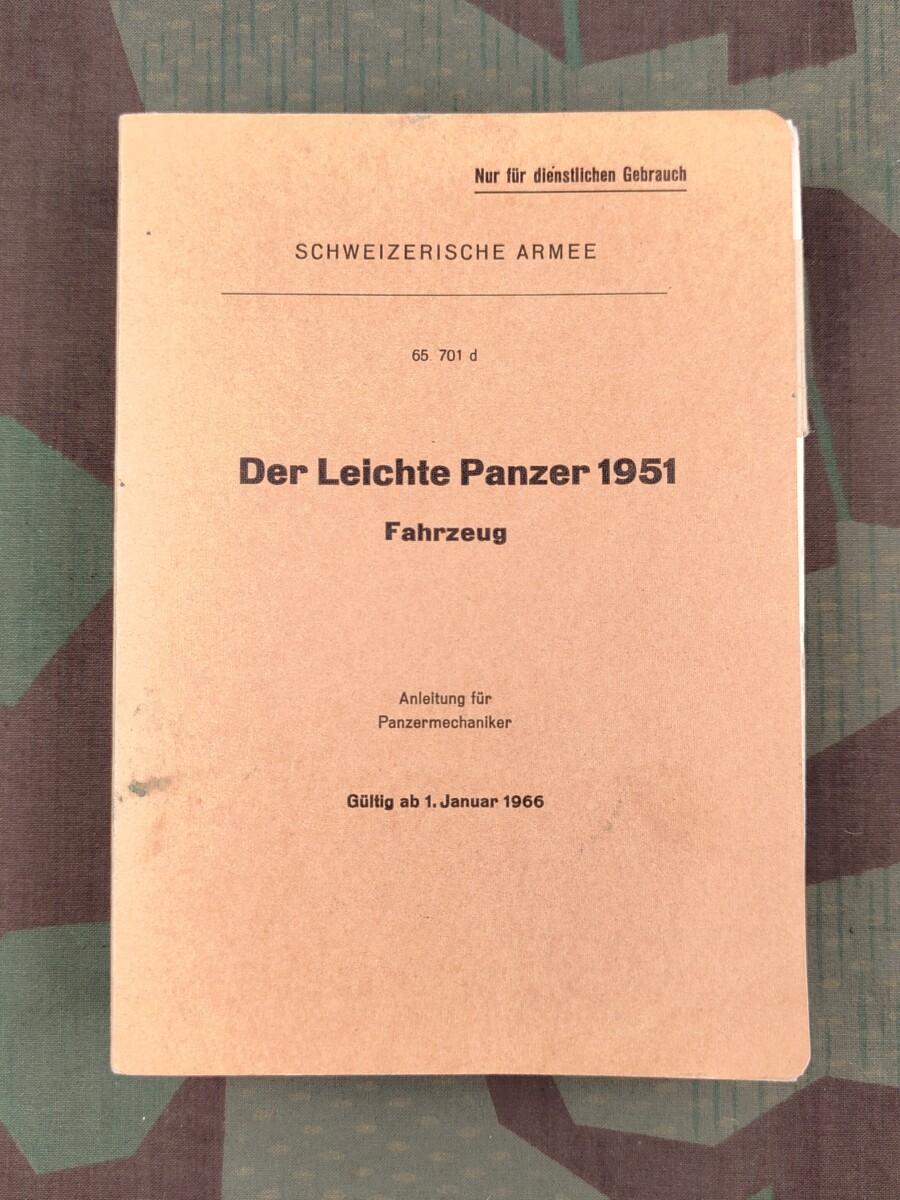 Nur für dienstlichen Gebrauch
SCHWEIZERISCHE ARMEE
65.701 d
Der Leichte Panzer 1951
Fahrzeug
Anleitung für
Panzermechaniker
Gültig ab 1. Januar 1966